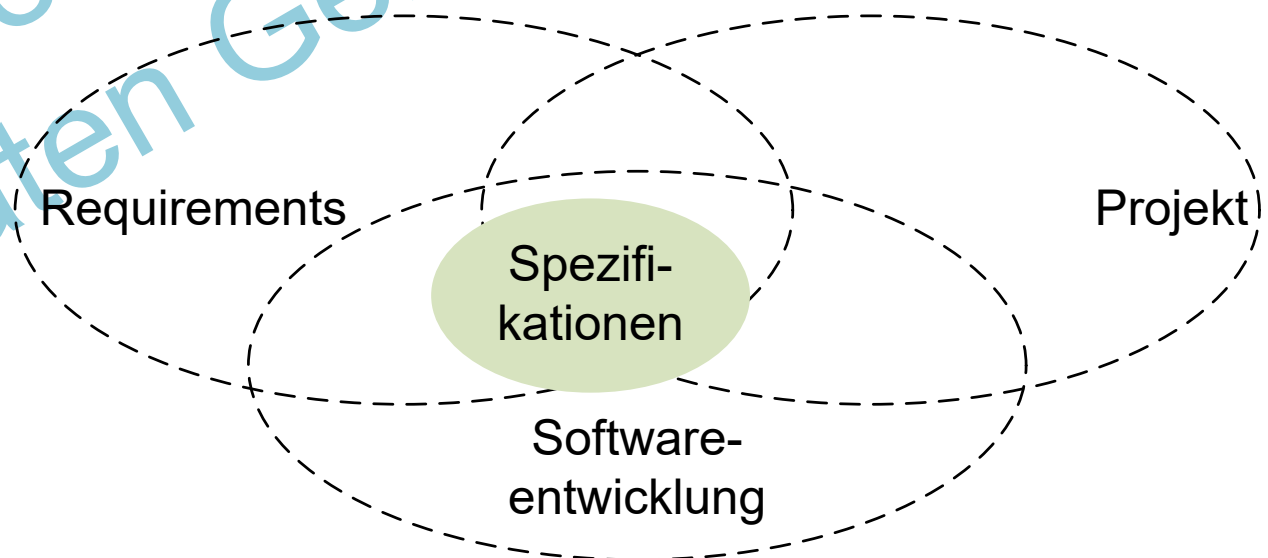 Requirements
Projekt
Spezifi-
kationen
Software-
entwicklung